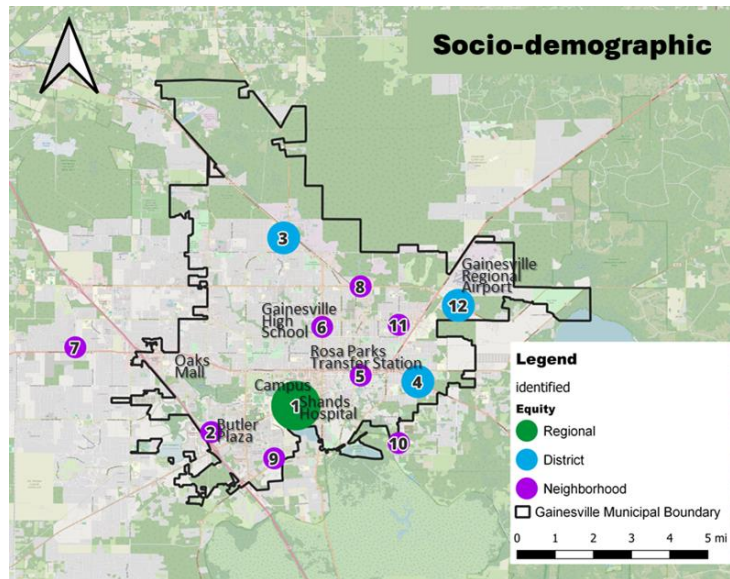 Socio-demographic
3
Gainesville
Regional
Airport
8
12
Gainesville
High
School
6
11
7
Oaks
Mall
Rosa Parks
Transfer Station
5
4
Campus
1
Shands
Hospital
2
Butler
Plaza
9
10
Legend
identified
Equity
Regional
District
Neighborhood
Gainesville Municipal Boundary
0 1 2 3 4 5 mi